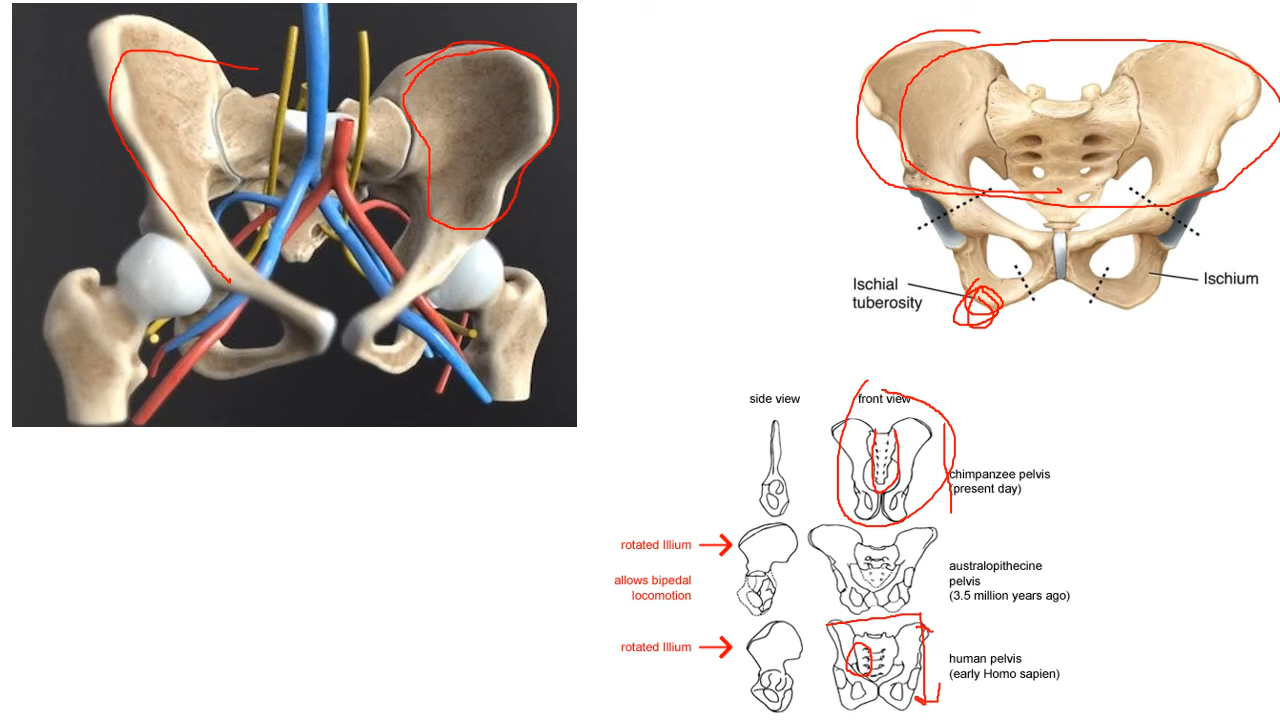 Ischial
tuberosity
Ischium
side view
front view
chimpanzee pelvis
(present day)
rotated Illium
allows bipedal
locomotion
australopithecine
pelvis
(3.5 million years ago)
rotated Illium
human pelvis
(early Homo sapien)